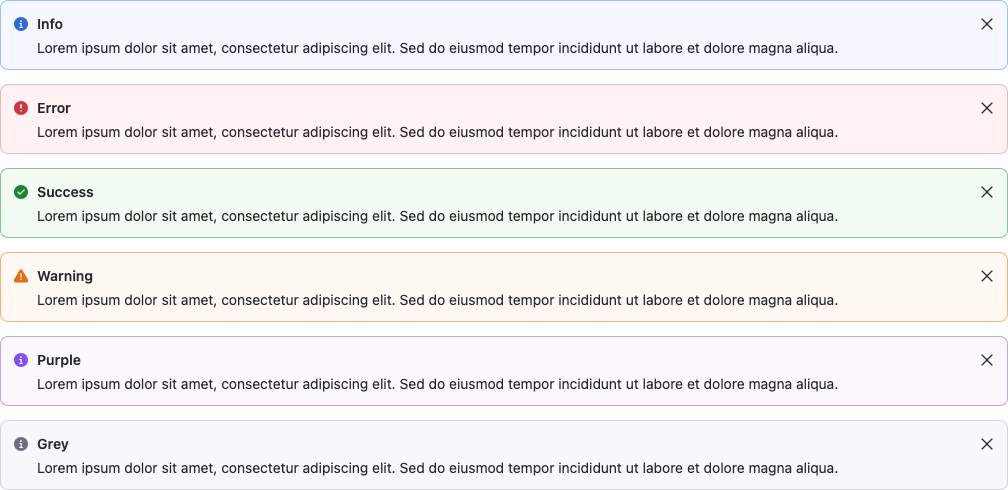 Info
Lorem ipsum dolor sit amet, consectetur adipiscing elit. Sed do eiusmod tempor incididunt ut labore et dolore magna aliqua.
Error
Lorem ipsum dolor sit amet, consectetur adipiscing elit. Sed do eiusmod tempor incididunt ut labore et dolore magna aliqua.
Success
Lorem ipsum dolor sit amet, consectetur adipiscing elit. Sed do eiusmod tempor incididunt ut labore et dolore magna aliqua.
Warning
Lorem ipsum dolor sit amet, consectetur adipiscing elit. Sed do eiusmod tempor incididunt ut labore et dolore magna aliqua.
Purple
Lorem ipsum dolor sit amet, consectetur adipiscing elit. Sed do eiusmod tempor incididunt ut labore et dolore magna aliqua.
Grey
Lorem ipsum dolor sit amet, consectetur adipiscing elit. Sed do eiusmod tempor incididunt ut labore et dolore magna aliqua.